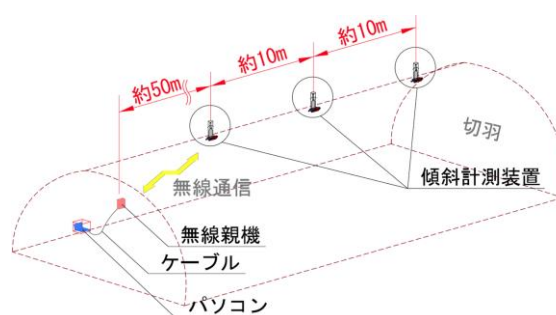 約50m
約10m
約10m
切羽
傾斜計測装置
無線通信
無線親機
ケーブル
パソコン